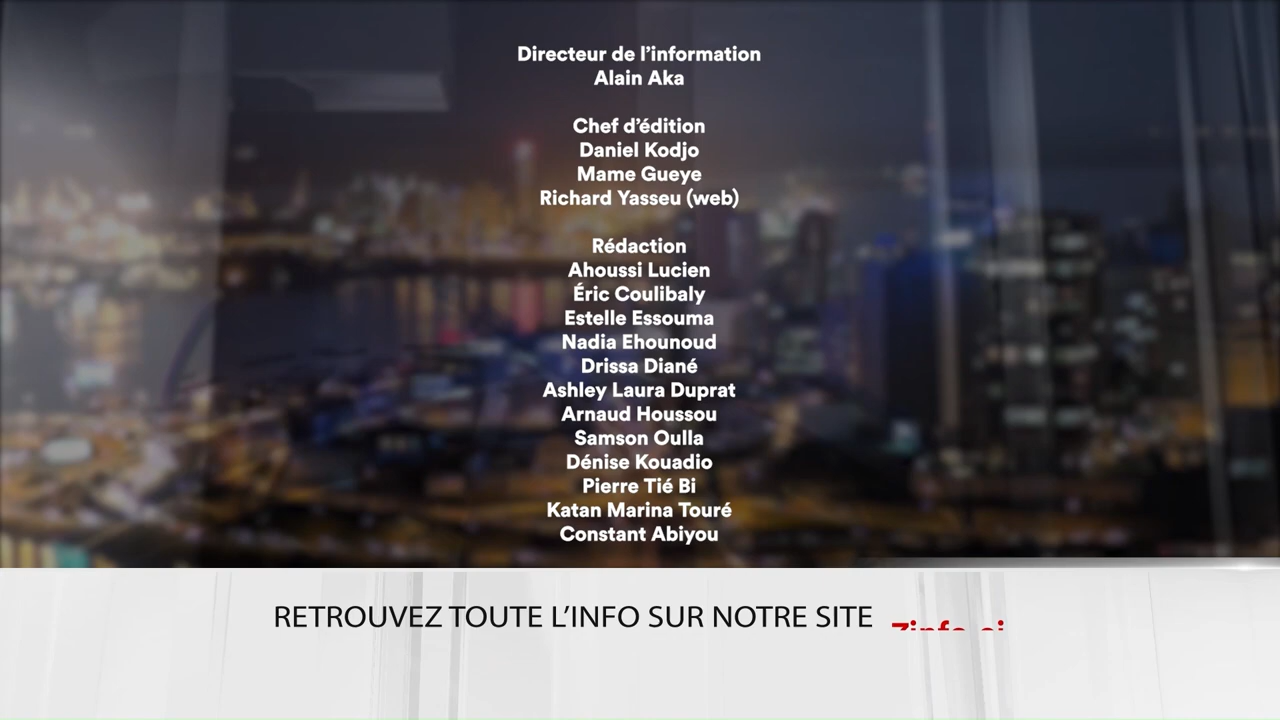 Directeur de l’information
Alain Aka
Chef d’édition
Daniel Kodjo
Mame Gueye
Richard Yasseu (web)
Rédaction
Ahoussi Lucien
Éric Coulibaly
Estelle Essouma
Nadia Ehounoud
Drissa Diané
Ashley Laura Duprat
Arnaud Houssou
Samson Oulla
Dénise Kouadio
Pierre Tié Bi
Katan Marina Touré
Constant Abiyou
RETROUVEZ TOUTE L’INFO SUR NOTRE SITE